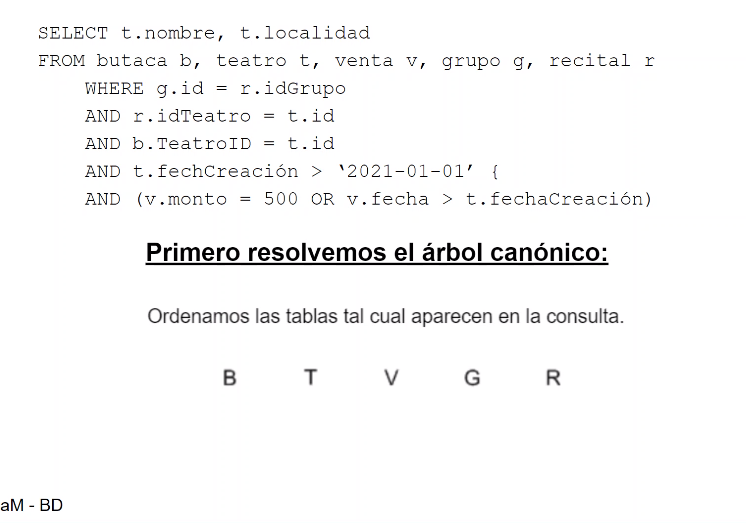 SELECT t.nombre, t.localidad
FROM butaca b, teatro t, venta v, grupo g, recital r
WHERE g.id = r.idGrupo
AND r.idTeatro = t.id
AND b.TeatroID = t.id
AND t.fechCreación > ‘2021-01-01’ {
AND (v.monto = 500 OR v.fecha > t.fechaCreación)
Primero resolvemos el árbol canónico:
Ordenamos las tablas tal cual aparecen en la consulta.
B T V G R
aM - BD